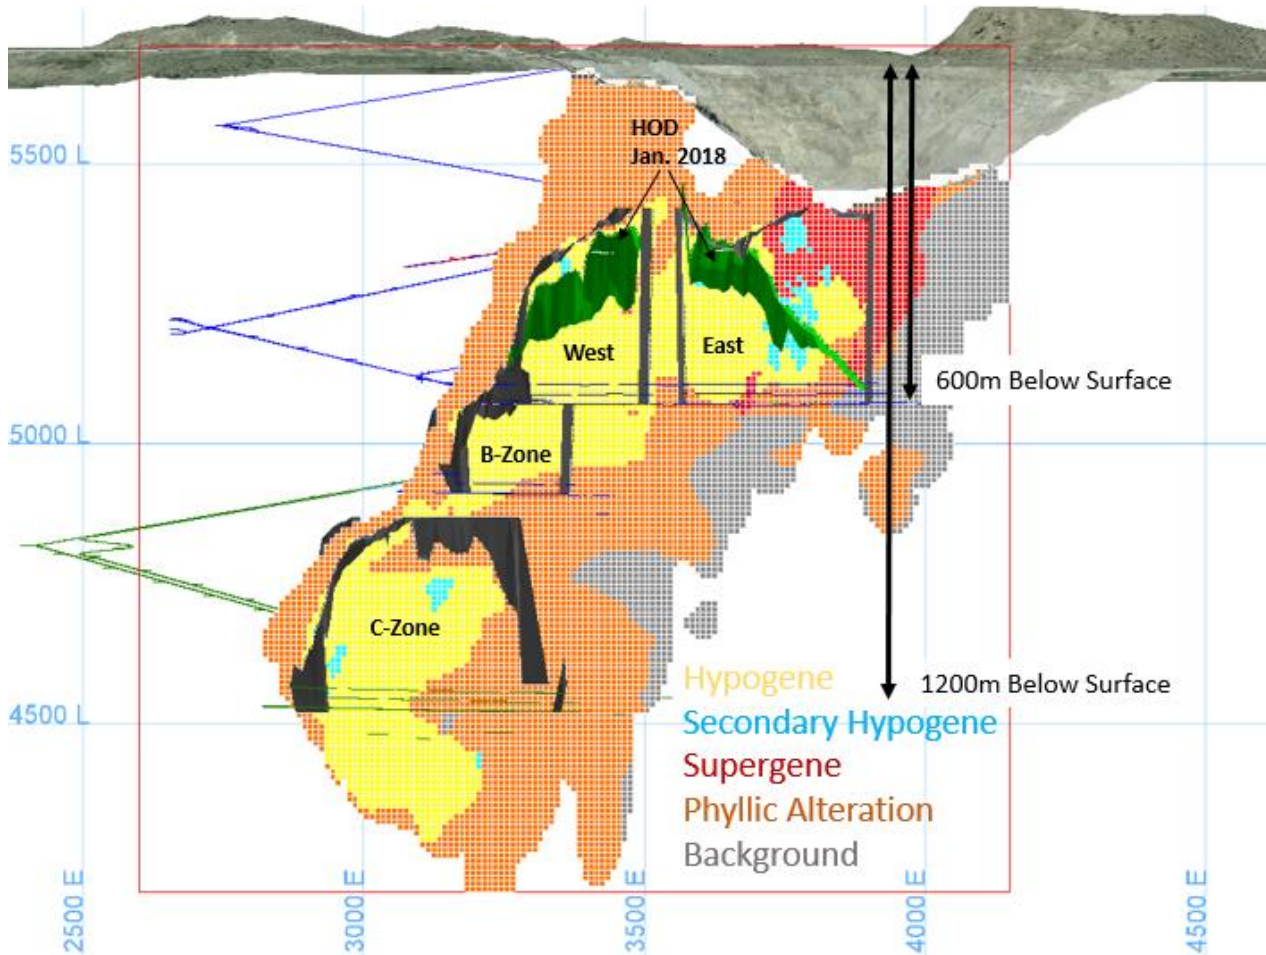 HOD
Jan. 2018
5500 L
West
East
600m Below Surface
5000 L
B-Zone
C-Zone
Hypogene
1200m Below Surface
4500 L
Secondary Hypogene
Supergene
Phyllic Alteration
Background
2500 E
3000 E
3500 E
4000 E
4500 E